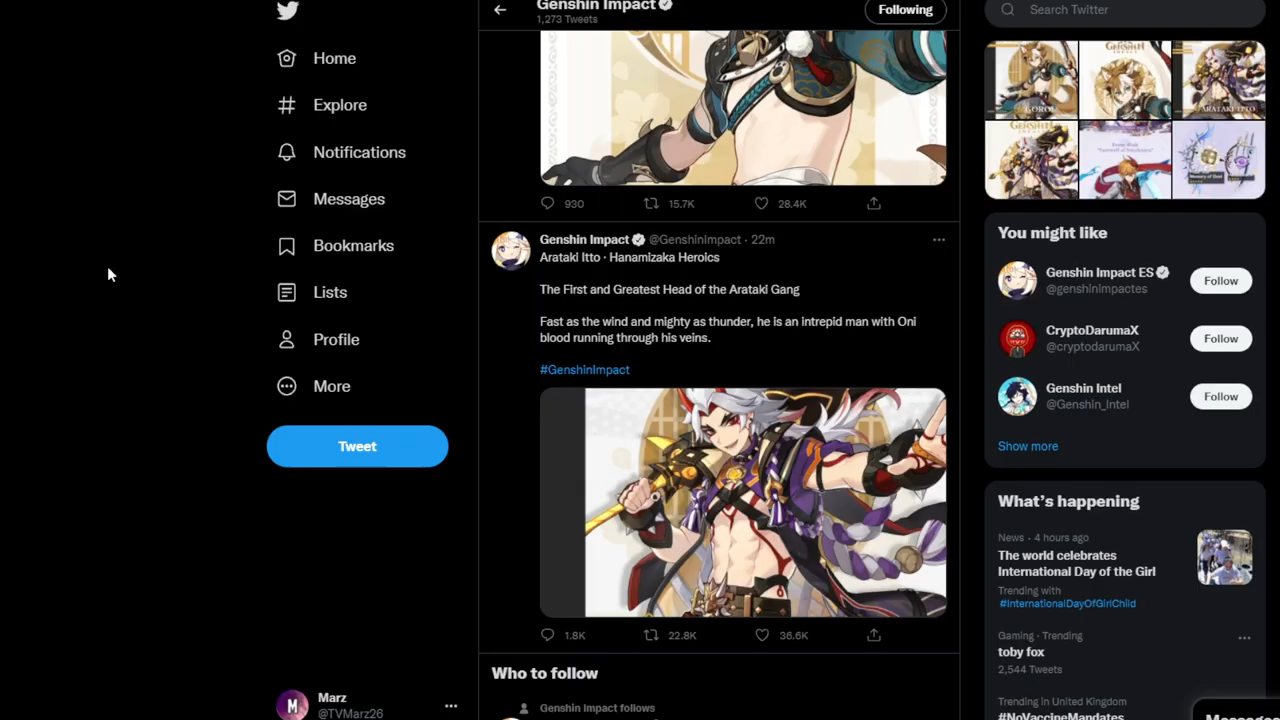 Home
Explore
Notifications
Messages
Bookmarks
Lists
Profile
More
Tweet
M
Marz
@TVMarz26
Genshin Impact
1,273 Tweets
Following
930
15.7K
28.4K
Genshin Impact @GenshinImpact · 22m
Arataki Itto · Hanamizaka Heroics
The First and Greatest Head of the Arataki Gang
Fast as the wind and mighty as thunder, he is an intrepid man with Oni
blood running through his veins.
#GenshinImpact
1.8K
22.8K
36.6K
Who to follow
Genshin Impact follows
Search Twitter
GOROU
ARATAKI ITTO
You might like
Genshin Impact ES
@genshinimpactes
Follow
CryptoDarumaX
@cryptodarumaX
Follow
Genshin Intel
@Genshin_Intel
Follow
Show more
What's happening
News · 4 hours ago
The world celebrates
International Day of the Girl
Trending with
#InternationalDayOfGirlChild
Gaming · Trending
toby fox
2,544 Tweets
Trending in United Kingdom
#NoVaccineMandates